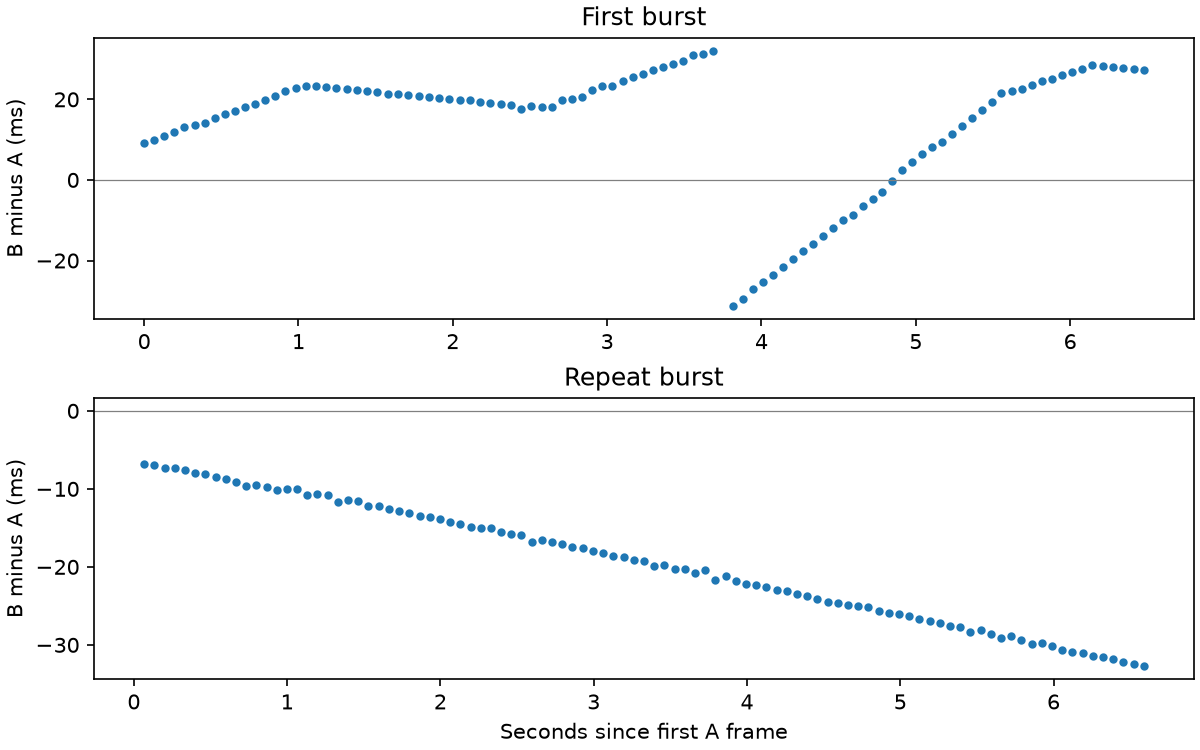 First burst
B minus A (ms)
20
0
−20
0 1 2 3 4 5 6
Repeat burst
B minus A (ms)
0
−10
−20
−30
0 1 2 3 4 5 6
Seconds since first A frame